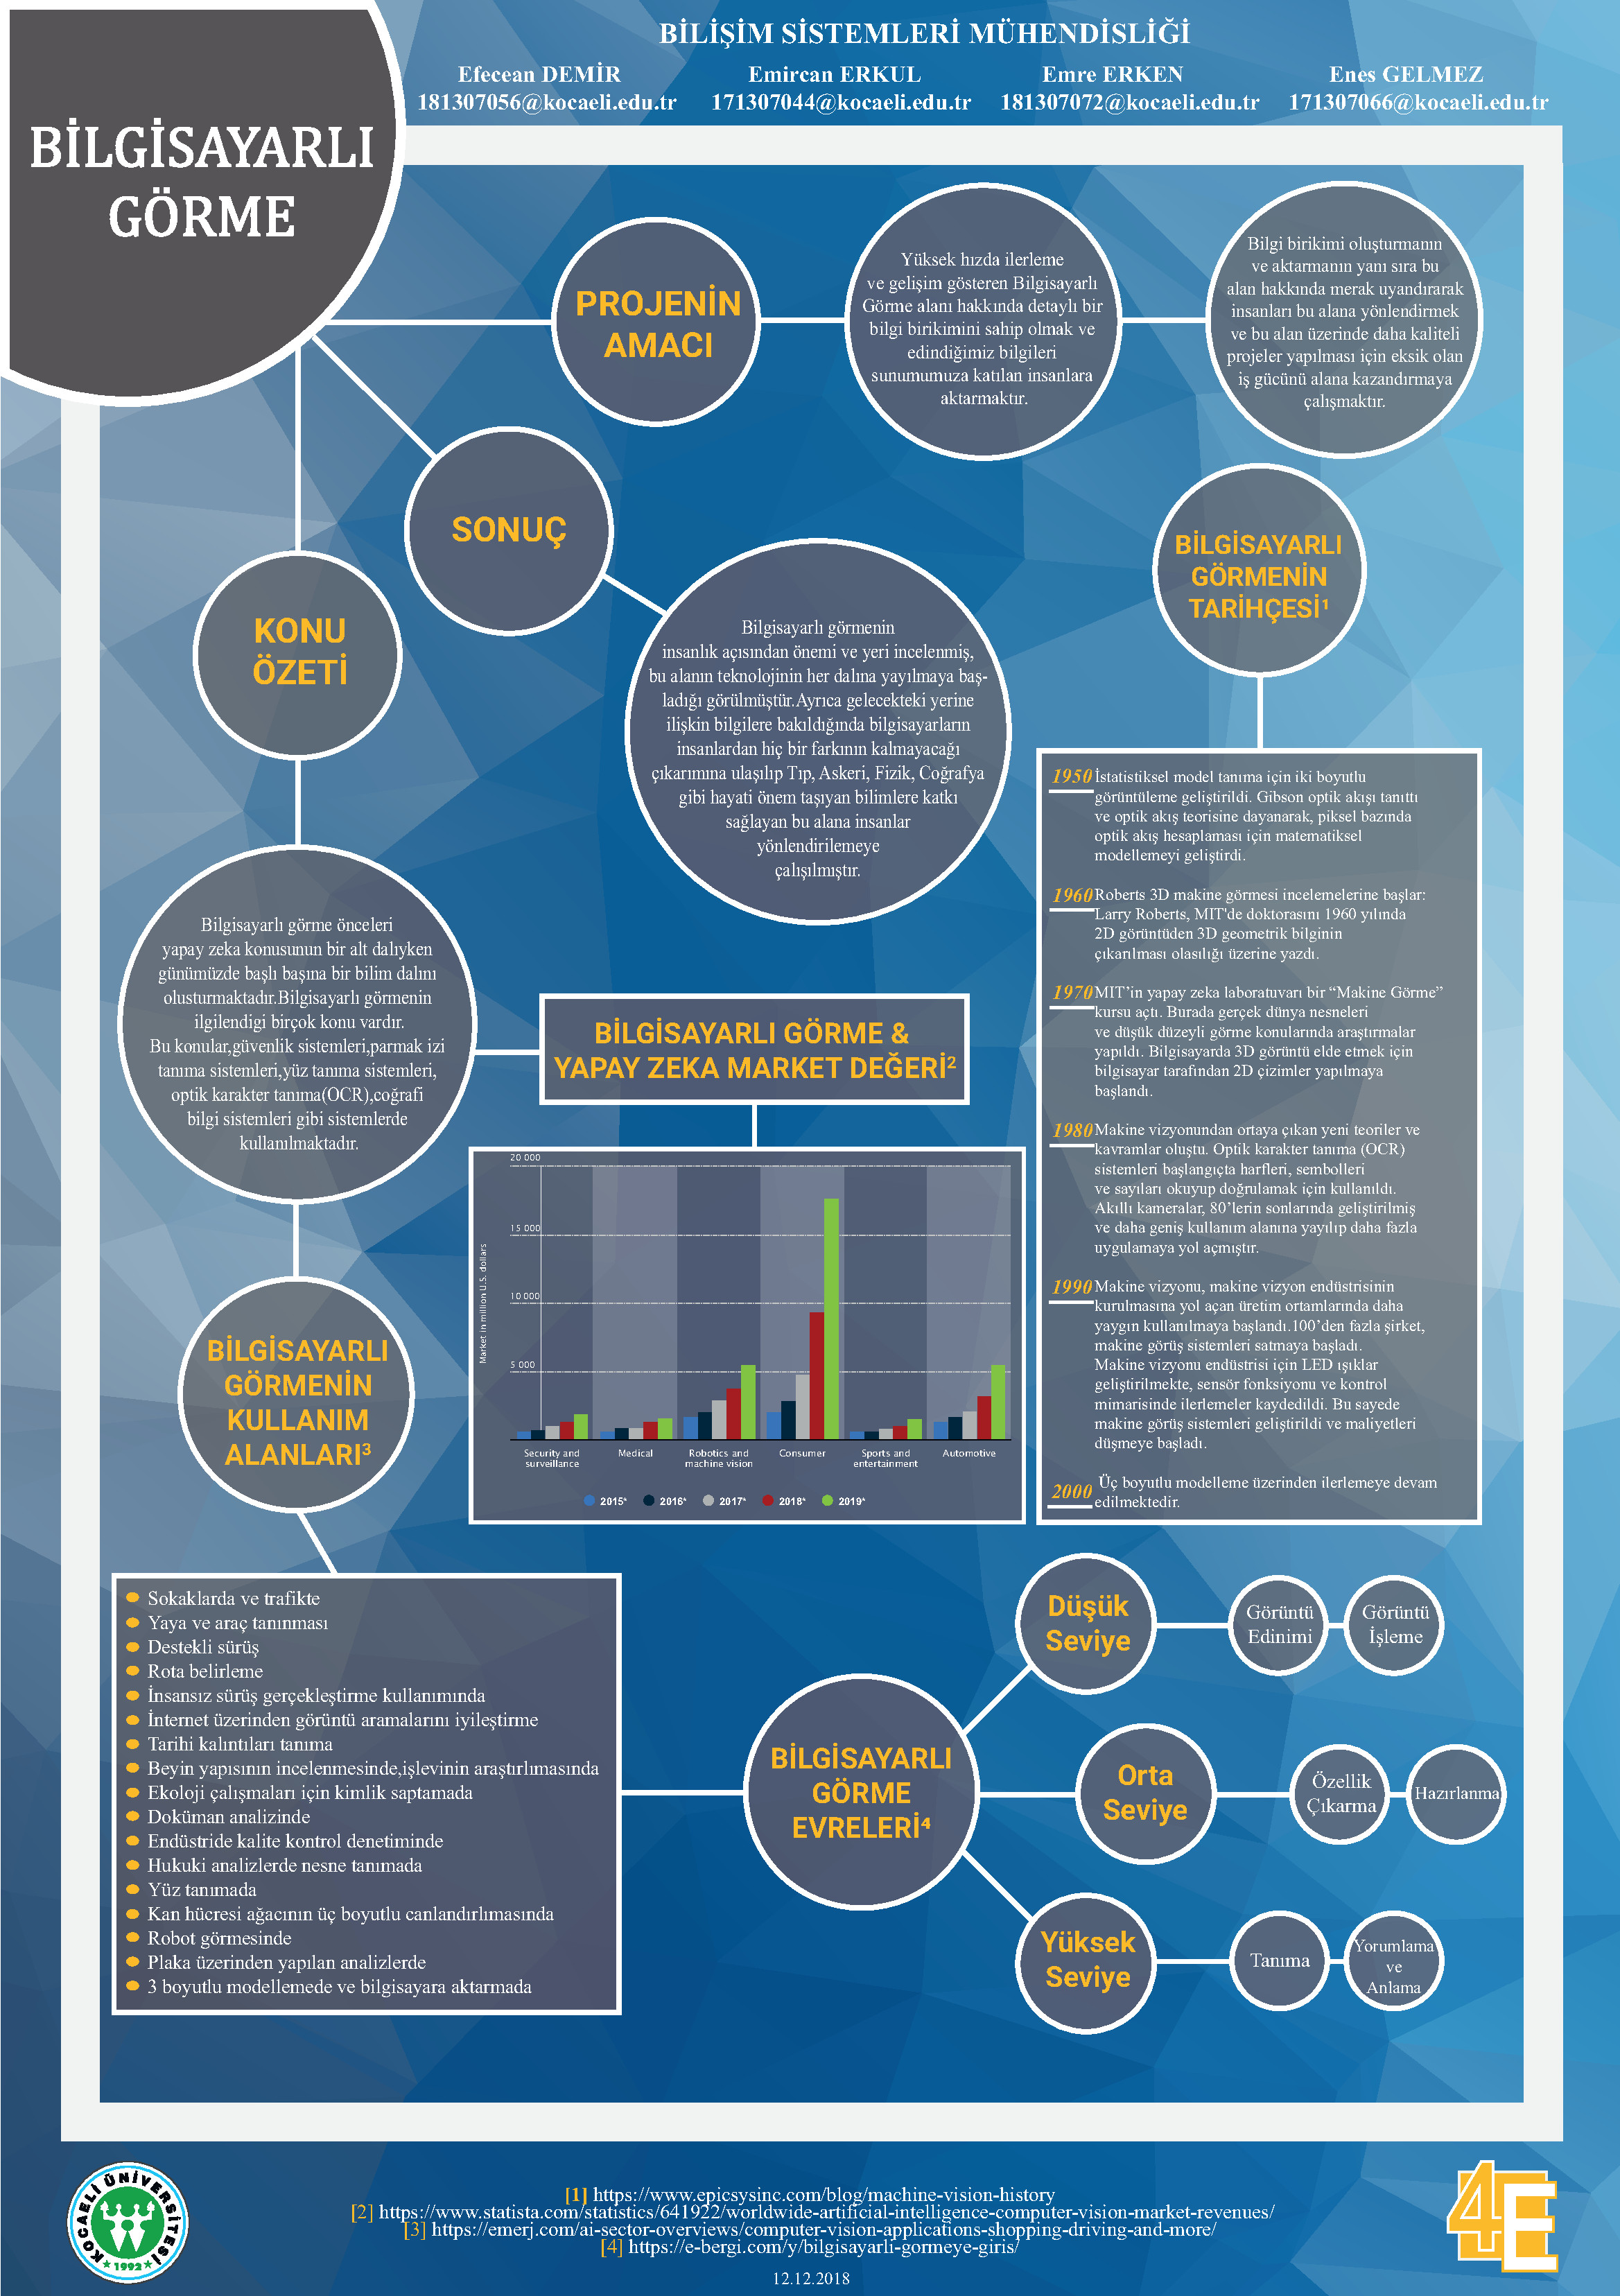 BİLİŞİM SİSTEMLERİ MÜHENDİSLİĞİ
Efecean DEMİR
181307056@kocaeli.edu.tr
Emircan ERKUL
171307044@kocaeli.edu.tr
Emre ERKEN
181307072@kocaeli.edu.tr
Enes GELMEZ
171307066@kocaeli.edu.tr
BİLGİSAYARLI
GÖRME
PROJENİN
AMACI
Yüksek hızda ilerleme
ve gelişim gösteren Bilgisayarlı
Görme alanı hakkında detaylı bir
bilgi birikimini sahip olmak ve
edindiğimiz bilgileri
sunumumuza katılan insanlara
aktarmaktır.
Bilgi birikimi oluşturmanın
ve aktarmanın yanı sıra bu
alan hakkında merak uyandırarak
insanları bu alana yönlendirmek
ve bu alan üzerinde daha kaliteli
projeler yapılması için eksik olan
iş gücünü alana kazandırmaya
çalışmaktır.
SONUÇ
Bilgisayarlı görmenin
insanlık açısından önemi ve yeri incelenmiş,
bu alanın teknolojinin her dalına yayılmaya baş-
ladığı görülmüştür.Ayrıca gelecekteki yerine
ilişkin bilgilere bakıldığında bilgisayarların
insanlardan hiç bir farkının kalmayacağı
çıkarımına ulaşılıp Tıp, Askeri, Fizik, Coğrafya
gibi hayati önem taşıyan bilimlere katkı
sağlayan bu alana insanlar
yönlendirilemeye
çalışılmıştır.
KONU
ÖZETİ
Bilgisayarlı görme önceleri
yapay zeka konusunun bir alt dalıyken
günümüzde başlı başına bir bilim dalını
olusturmaktadır.Bilgisayarlı görmenin
ilgilendigi birçok konu vardır.
Bu konular,güvenlik sistemleri,parmak izi
tanıma sistemleri,yüz tanıma sistemleri,
optik karakter tanıma(OCR),coğrafi
bilgi sistemleri gibi sistemlerde
kullanılmaktadır.
BİLGİSAYARLI
GÖRMENİN
TARİHÇESİ¹
1950 İstatistiksel model tanıma için iki boyutlu
görüntüleme geliştirildi. Gibson optik akışı tanıttı
ve optik akış teorisine dayanarak, piksel bazında
optik akış hesaplaması için matematiksel
modellemeyi geliştirdi.
1960 Roberts 3D makine görmesi incelemelerine başlar:
Larry Roberts, MIT'de doktorasını 1960 yılında
2D görüntüden 3D geometrik bilginin
çıkarılması olasılığı üzerine yazdı.
1970 MIT’in yapay zeka laboratuvarı bir “Makine Görme”
kursu açtı. Burada gerçek dünya nesneleri
ve düşük düzeyli görme konularında araştırmalar
yapıldı. Bilgisayarda 3D görüntü elde etmek için
bilgisayar tarafından 2D çizimler yapılmaya
başlandı.
1980 Makine vizyonundan ortaya çıkan yeni teoriler ve
kavramlar oluştu. Optik karakter tanıma (OCR)
sistemleri başlangıçta harfleri, sembolleri
ve sayıları okuyup doğrulamak için kullanıldı.
Akıllı kameralar, 80’lerin sonlarında geliştirilmiş
ve daha geniş kullanım alanına yayılıp daha fazla
uygulamaya yol açmıştır.
1990 Makine vizyonu, makine vizyon endüstrisinin
kurulmasına yol açan üretim ortamlarında daha
yaygın kullanılmaya başlandı.100’den fazla şirket,
makine görüş sistemleri satmaya başladı.
Makine vizyonu endüstrisi için LED ışıklar
geliştirilmekte, sensör fonksiyonu ve kontrol
mimarisinde ilerlemeler kaydedildi. Bu sayede
makine görüş sistemleri geliştirildi ve maliyetleri
düşmeye başladı.
2000 Üç boyutlu modelleme üzerinden ilerlemeye devam
edilmektedir.
BİLGİSAYARLI GÖRME &
YAPAY ZEKA MARKET DEĞERİ²
Market in million U.S. dollars
20 000
15 000
10 000
5 000
Security and
surveillance
Medical
Robotics and
machine vision
Consumer
Sports and
entertainment
Automotive
2015* 2016* 2017* 2018* 2019*
BİLGİSAYARLI
GÖRMENİN
KULLANIM
ALANLARI³
Sokaklarda ve trafikte
Yaya ve araç tanınması
Destekli sürüş
Rota belirleme
İnsansız sürüş gerçekleştirme kullanımında
İnternet üzerinden görüntü aramalarını iyileştirme
Tarihi kalıntıları tanıma
Beyin yapısının incelenmesinde,işlevinin araştırlımasında
Ekoloji çalışmaları için kimlik saptamada
Doküman analizinde
Endüstride kalite kontrol denetiminde
Hukuki analizlerde nesne tanımada
Yüz tanımada
Kan hücresi ağacının üç boyutlu canlandırlımasında
Robot görmesinde
Plaka üzerinden yapılan analizlerde
3 boyutlu modellemede ve bilgisayara aktarmada
BİLGİSAYARLI
GÖRME
EVRELERİ⁴
Düşük
Seviye
Görüntü
Edinimi
Görüntü
İşleme
Orta
Seviye
Özellik
Çıkarma
Hazırlanma
Yüksek
Seviye
Tanıma
Yorumlama
ve
Anlama
KOCAELİ ÜNİVERSİTESİ
1992
[1] https://www.epicsysinc.com/blog/machine-vision-history
[2] https://www.statista.com/statistics/641922/worldwide-artificial-intelligence-computer-vision-market-revenues/
[3] https://emerj.com/ai-sector-overviews/computer-vision-applications-shopping-driving-and-more/
[4] https://e-bergi.com/y/bilgisayarli-gormeye-giris/
12.12.2018
4E